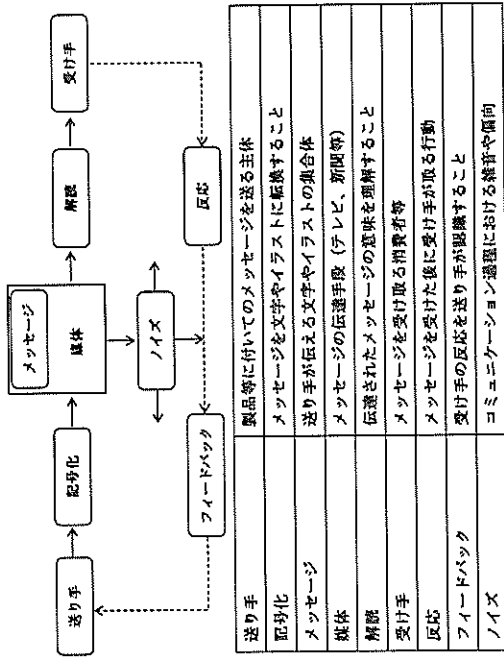 送り手
記号化
メッセージ
媒体
解読
受け手
ノイズ
フィードバック
反応
送り手 製品等に付いてのメッセージを送る主体
記号化 メッセージを文字やイラストに転換すること
メッセージ 送り手が伝える文字やイラストの集合体
媒体 メッセージの伝達手段(テレビ、新聞等)
解読 伝達されたメッセージの意味を理解すること
受け手 メッセージを受け取る消費者等
反応 メッセージを受けた後に受け手が取る行動
フィードバック 受け手の反応を送り手が認識すること
ノイズ コミュニケーション過程における雑音や偏向